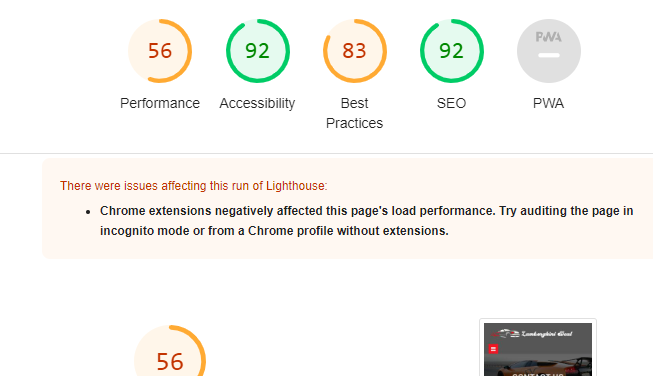 56 92 83 92 PWA
Performance Accessibility Best Practices SEO PWA
There were issues affecting this run of Lighthouse:
• Chrome extensions negatively affected this page's load performance. Try auditing the page in
incognito mode or from a Chrome profile without extensions.
56
Lamborghini Goal
CONTACT US